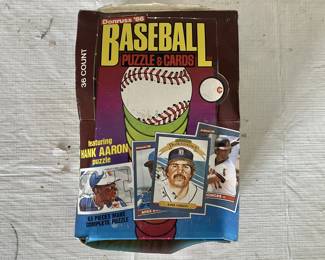 Donruss '86
BASEBALL
PUZZLE & CARDS
36 COUNT
featuring
HANK AARON
puzzle
63 PIECES MAKE
COMPLETE PUZZLE